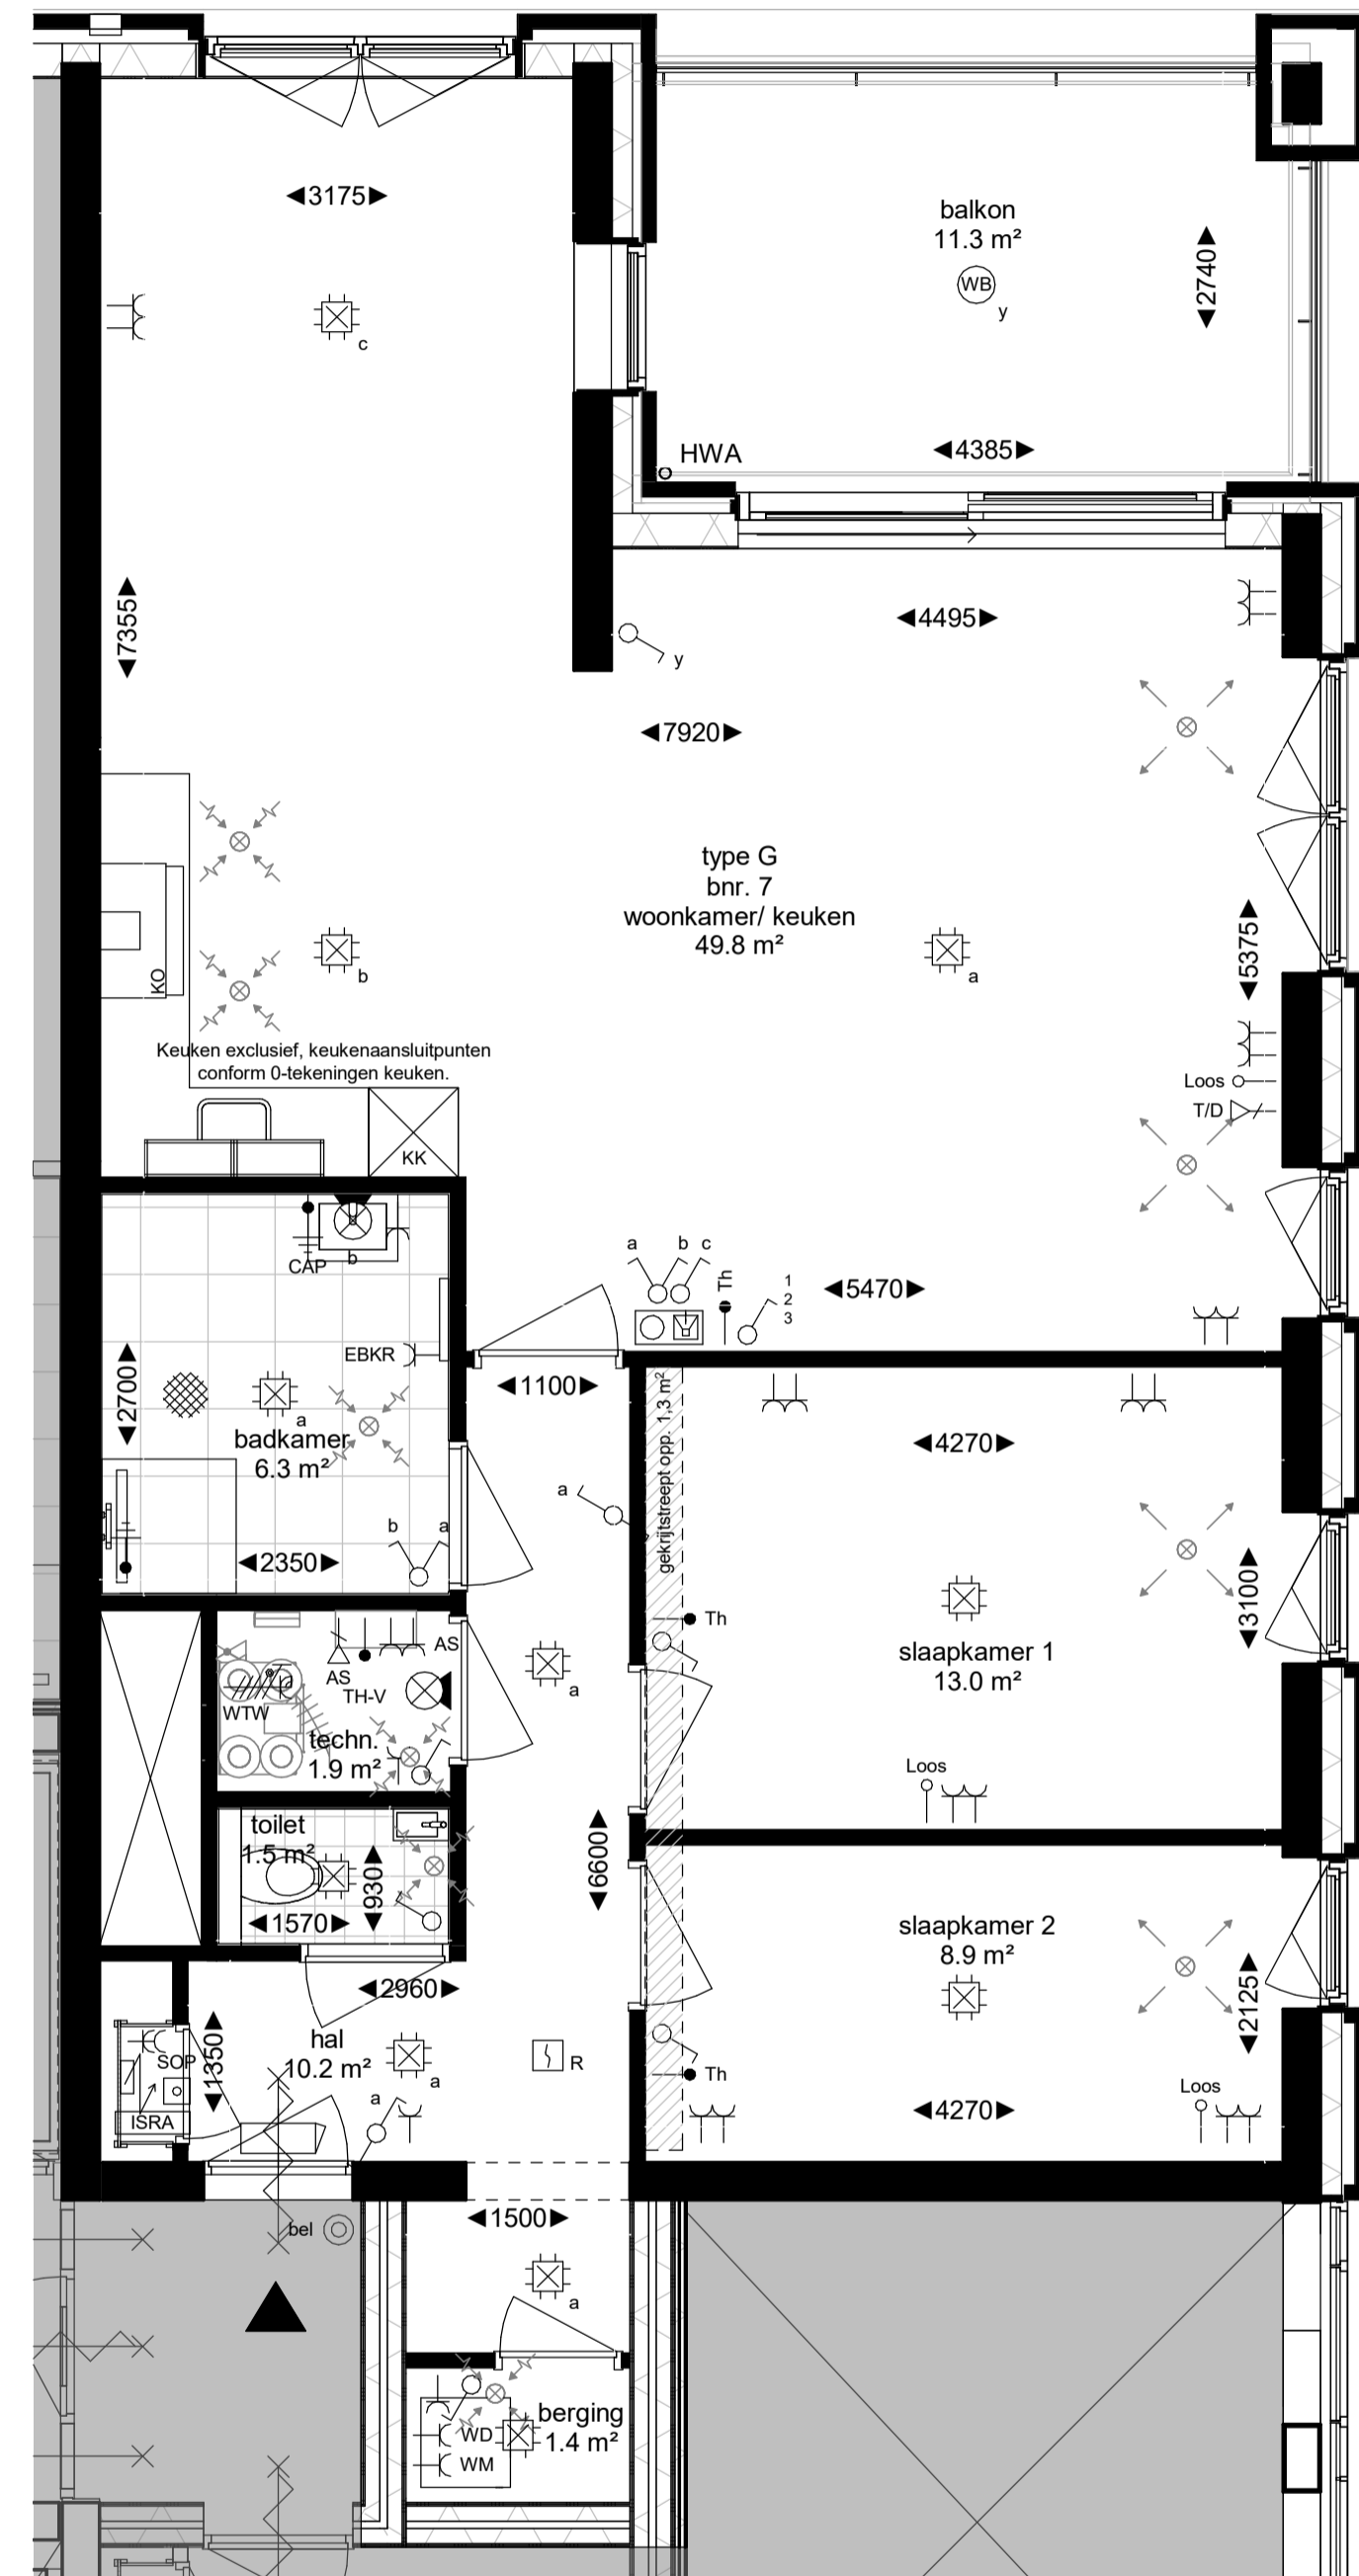 3175
balkon
11.3 m²
WB
y
2740
c
HWA
4385
7355
4495
y
7920
type G
bnr. 7
woonkamer/ keuken
49.8 m²
KO
b
a
5375
Keuken exclusief, keukenaansluitpunten
conform 0-tekeningen keuken.
Loos
T/D
KK
CAP
b
a
b c
Th
1
2
3
5470
EBKR
1100
gekrijtstreept opp. 1,3 m²
2700
a
badkamer
6.3 m²
4270
a
b
a
2350
3100
Th
AS
AS
TH-V
WTW
a
slaapkamer 1
13.0 m²
techn.
1.9 m²
Loos
toilet
1.5 m²
930
1570
6600
slaapkamer 2
8.9 m²
2960
2125
hal
10.2 m²
1350
SOP
a
R
Th
ISRA
a
Loos
4270
1500
bel
a
berging
1.4 m²
WD
WM